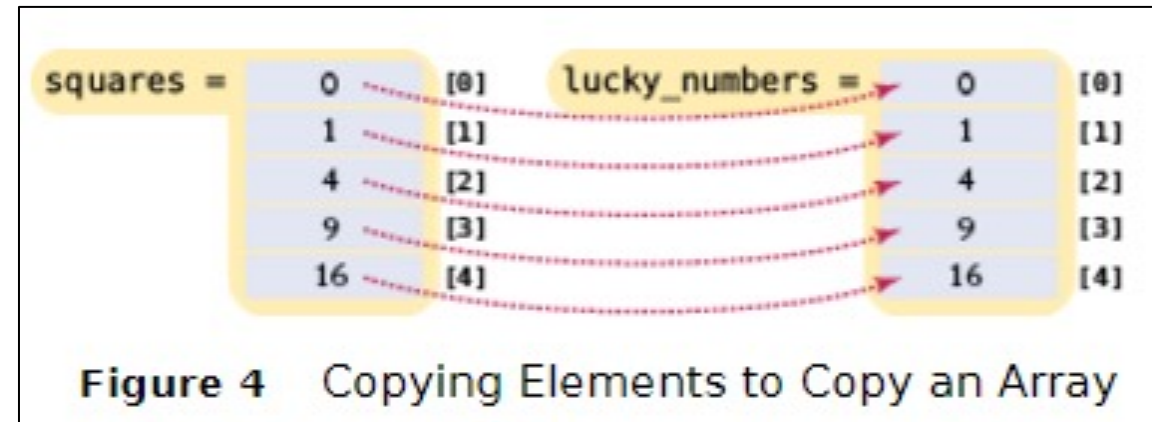 squares = 0 [0] lucky_numbers = 0 [0]
1 [1] 1 [1]
4 [2] 4 [2]
9 [3] 9 [3]
16 [4] 16 [4]
Figure 4 Copying Elements to Copy an Array